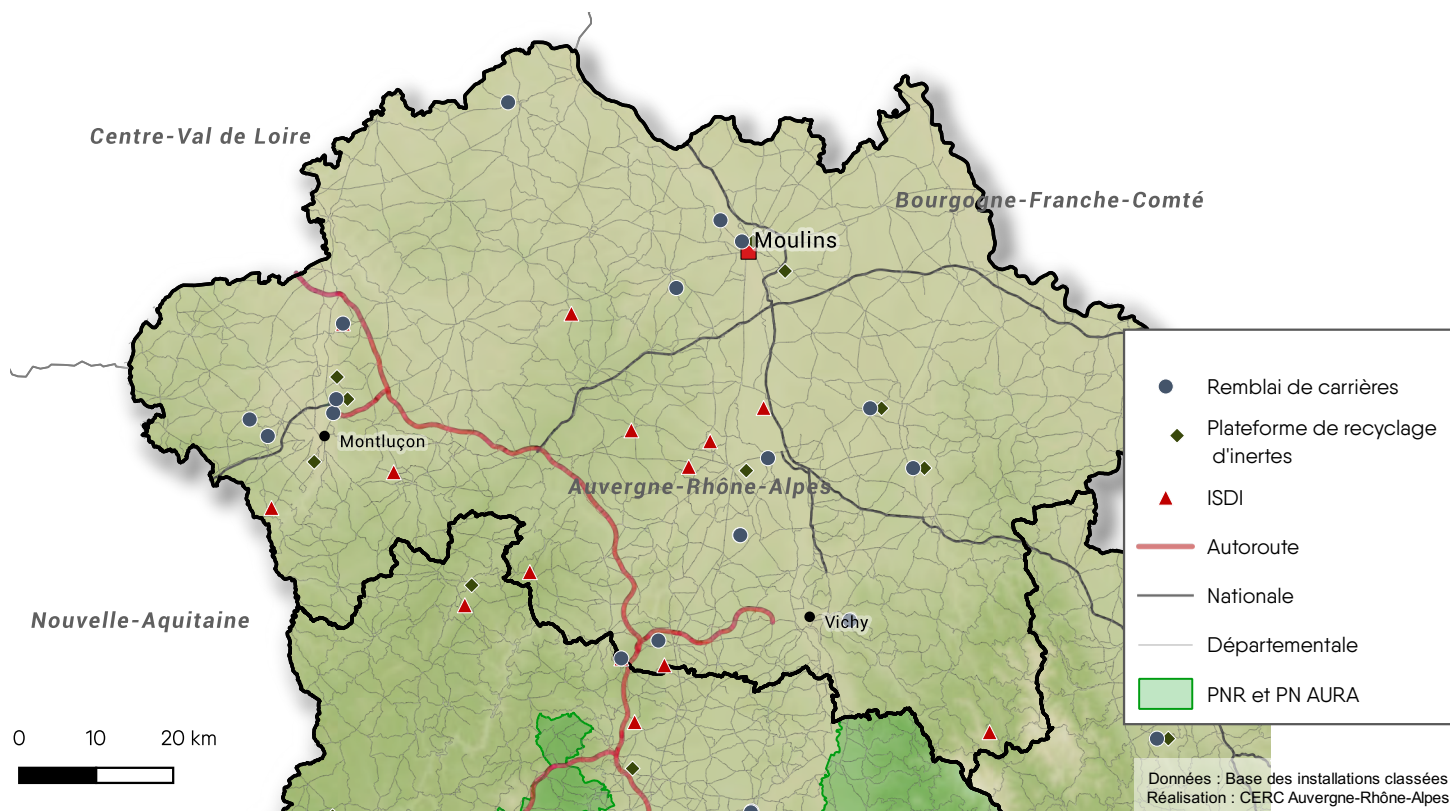 Centre-Val de Loire
Bourgogne-Franche-Comté
Moulins
Montluçon
Auvergne-Rhône-Alpes
Nouvelle-Aquitaine
Vichy
Remblai de carrières
Plateforme de recyclage
d'inertes
ISDI
Autoroute
Nationale
Départementale
PNR et PN AURA
0 10 20 km
Données : Base des installations classées
Réalisation : CERC Auvergne-Rhône-Alpes